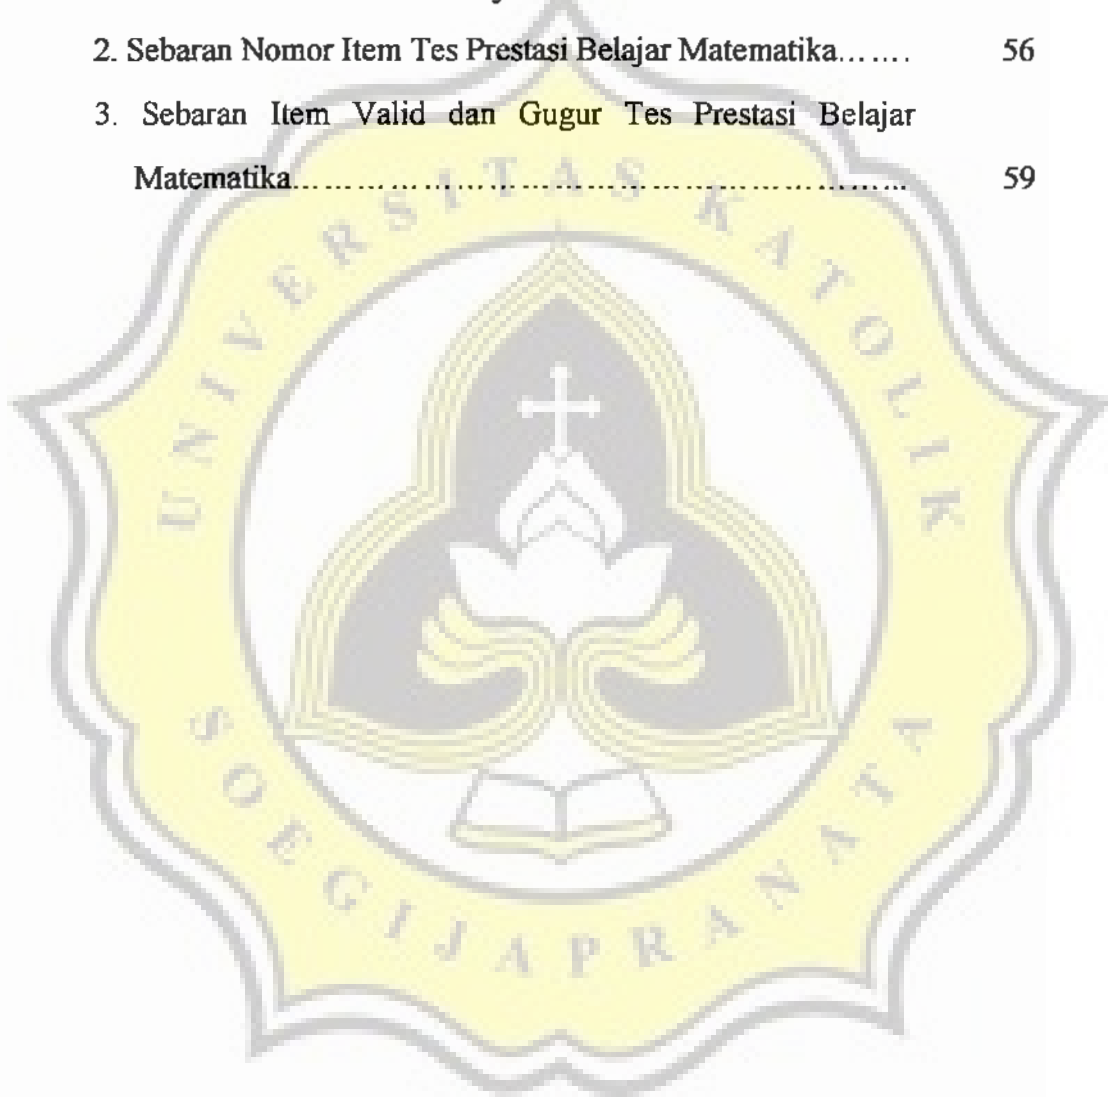 2. Sebaran Nomor Item Tes Prestasi Belajar Matematika....... 56
3. Sebaran Item Valid dan Gugur Tes Prestasi Belajar
Matematika.................................................. 59
UNIVERSITAS KATOLIK
SOEGIJAPRANATA